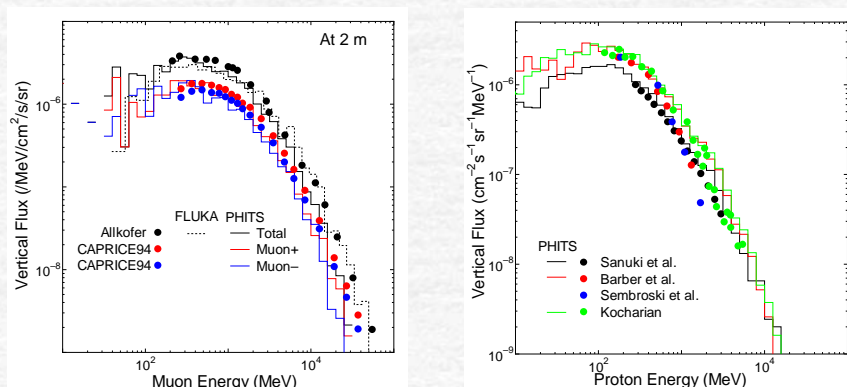 At 2 m
Vertical Flux (/MeV/cm²/s/sr)
10⁻⁶
10⁻⁸
Allkofer
CAPRICE94
CAPRICE94
FLUKA
PHITS
Total
Muon+
Muon−
10²
10⁴
Muon Energy (MeV)
Vertical Flux (cm⁻²s⁻¹sr⁻¹MeV⁻¹)
10⁻⁵
10⁻⁶
10⁻⁷
10⁻⁸
10⁻⁹
PHITS
Sanuki et al.
Barber et al.
Sembroski et al.
Kocharian
10²
10⁴
Proton Energy (MeV)